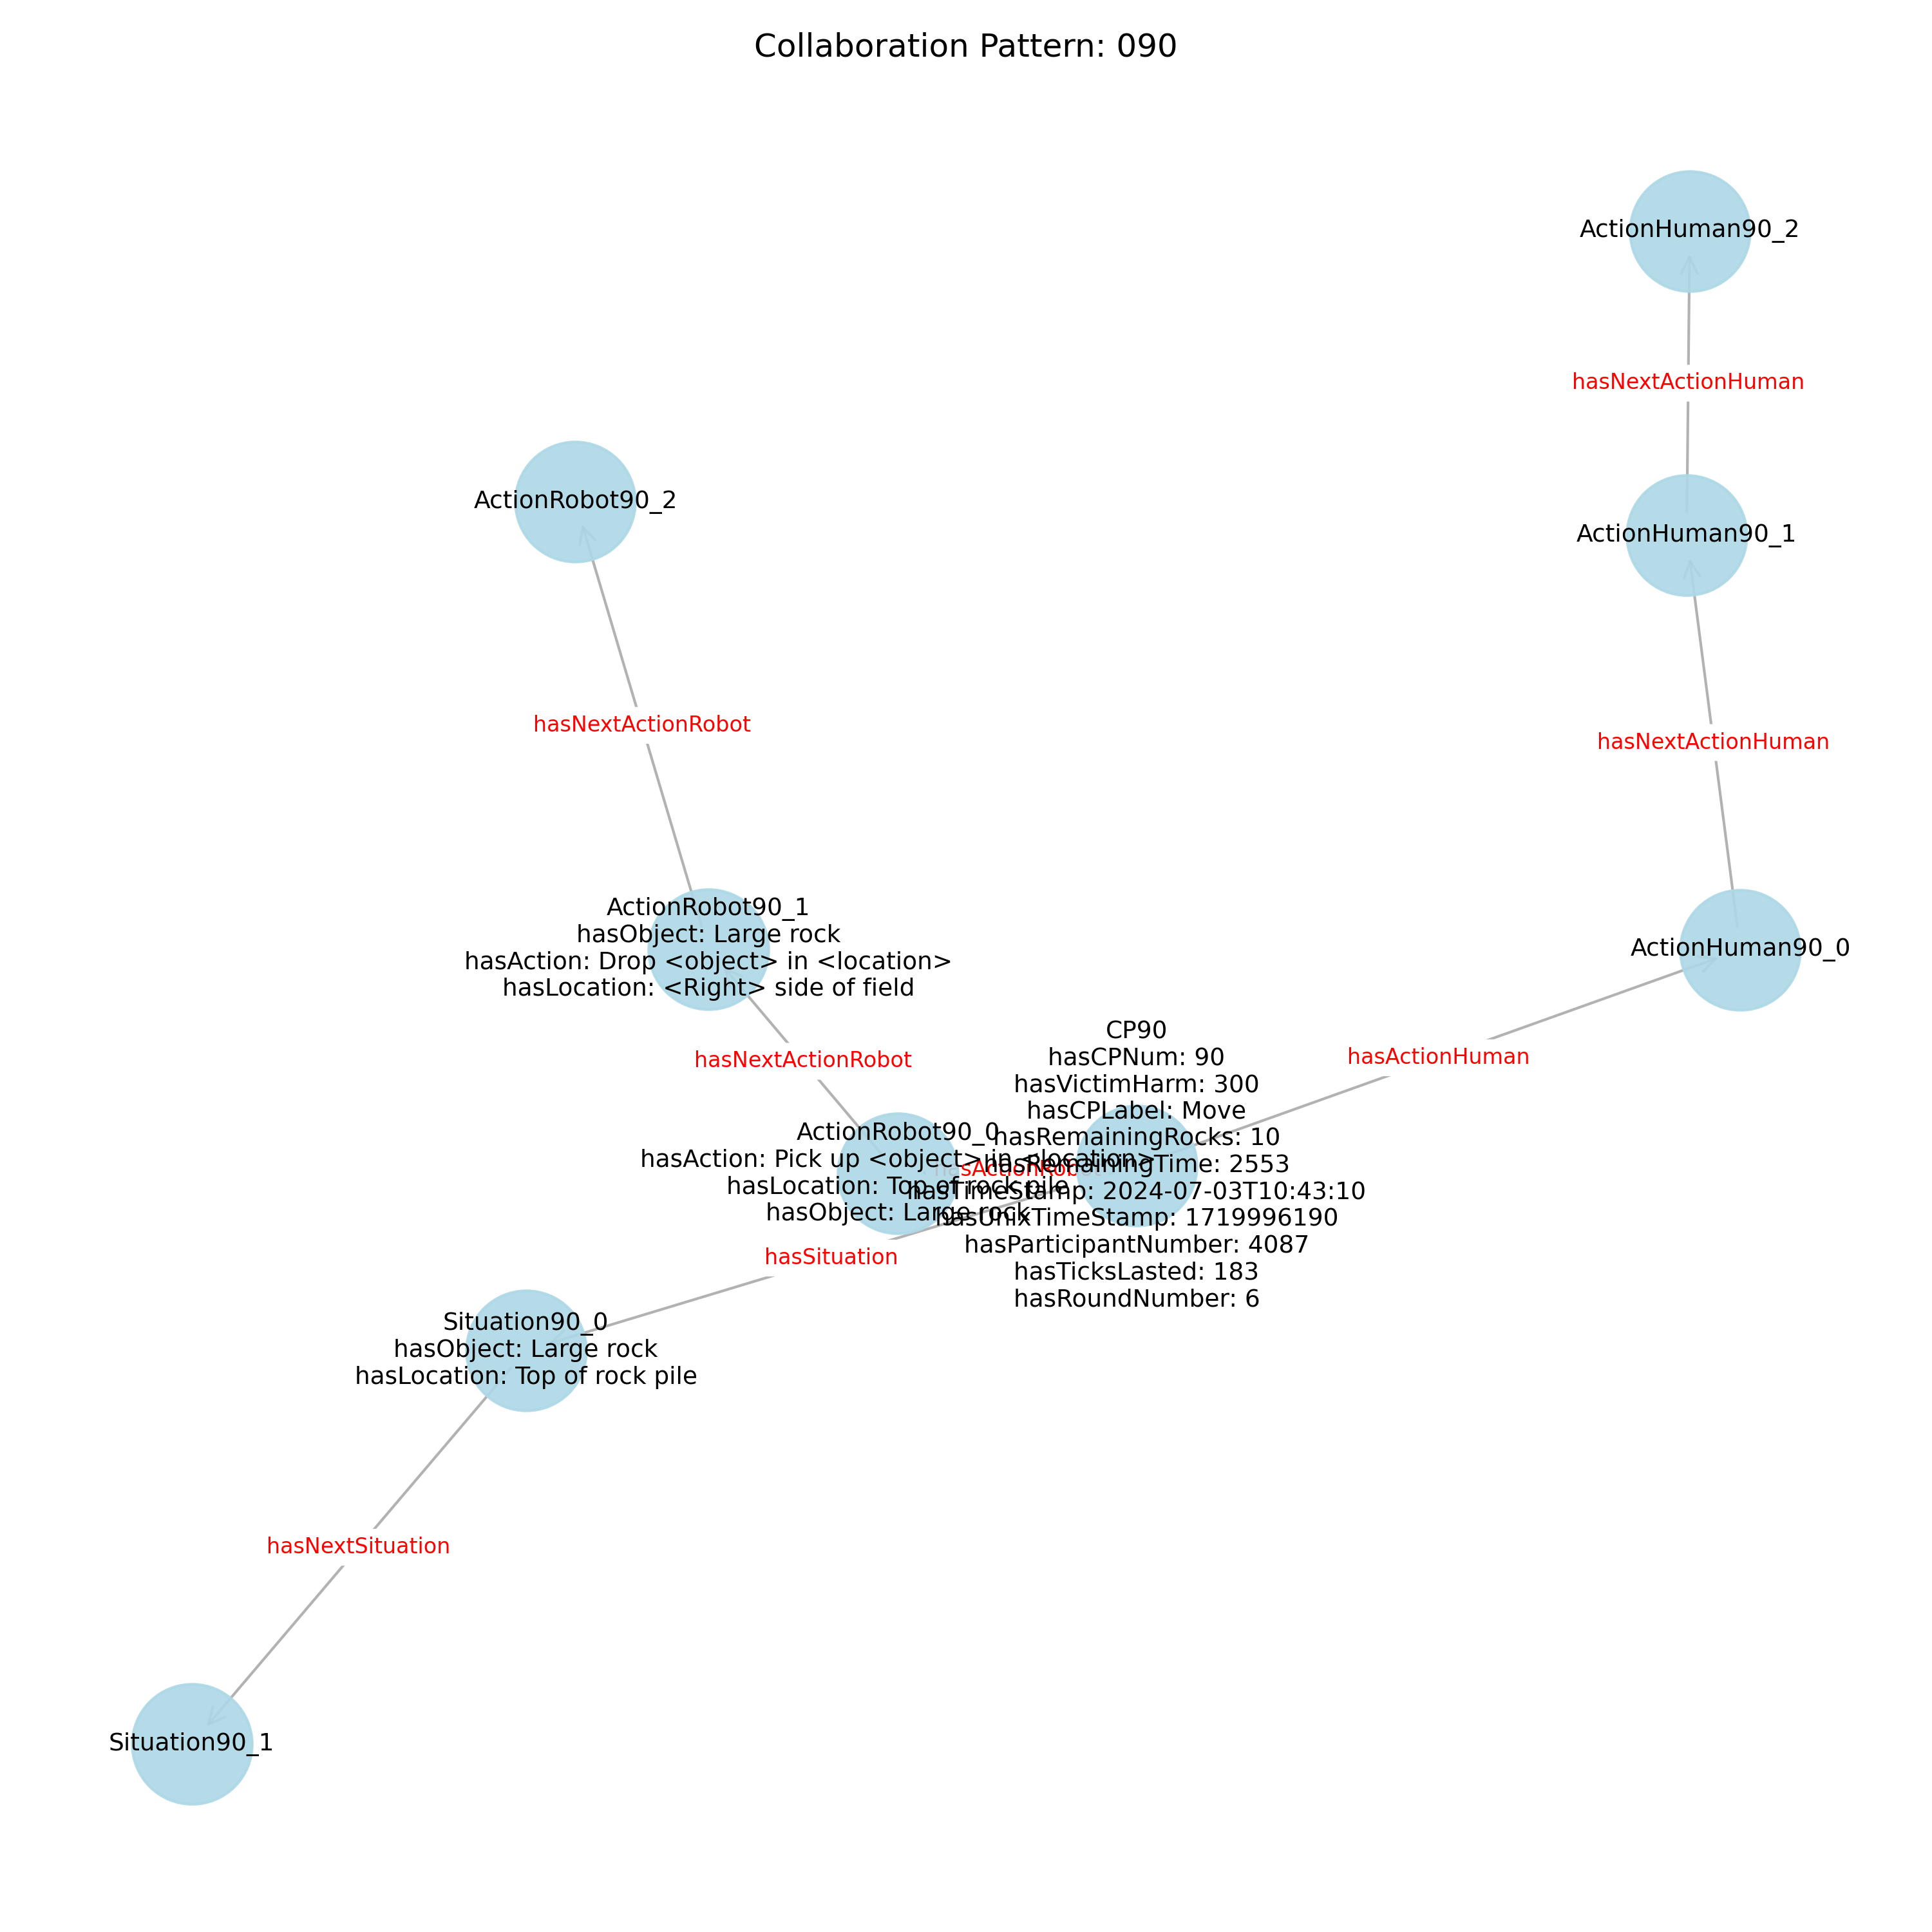 Collaboration Pattern: 090
ActionHuman90_2
hasNextActionHuman
ActionRobot90_2
ActionHuman90_1
hasNextActionRobot
hasNextActionHuman
ActionRobot90_1
hasObject: Large rock
hasAction: Drop <object> in <location>
hasLocation: <Right> side of field
ActionHuman90_0
hasNextActionRobot
hasActionHuman
CP90
hasCPNum: 90
hasVictimHarm: 300
hasCPLabel: Move
hasRemainingRocks: 10
hasRemainingTime: 2553
hasTimeStamp: 2024-07-03T10:43:10
hasUnixTimeStamp: 1719996190
hasParticipantNumber: 4087
hasTicksLasted: 183
hasRoundNumber: 6
ActionRobot90_0
hasAction: Pick up <object> in <location>
hasLocation: Top of rock pile
hasObject: Large rock
hasActionRobot
hasSituation
Situation90_0
hasObject: Large rock
hasLocation: Top of rock pile
hasNextSituation
Situation90_1